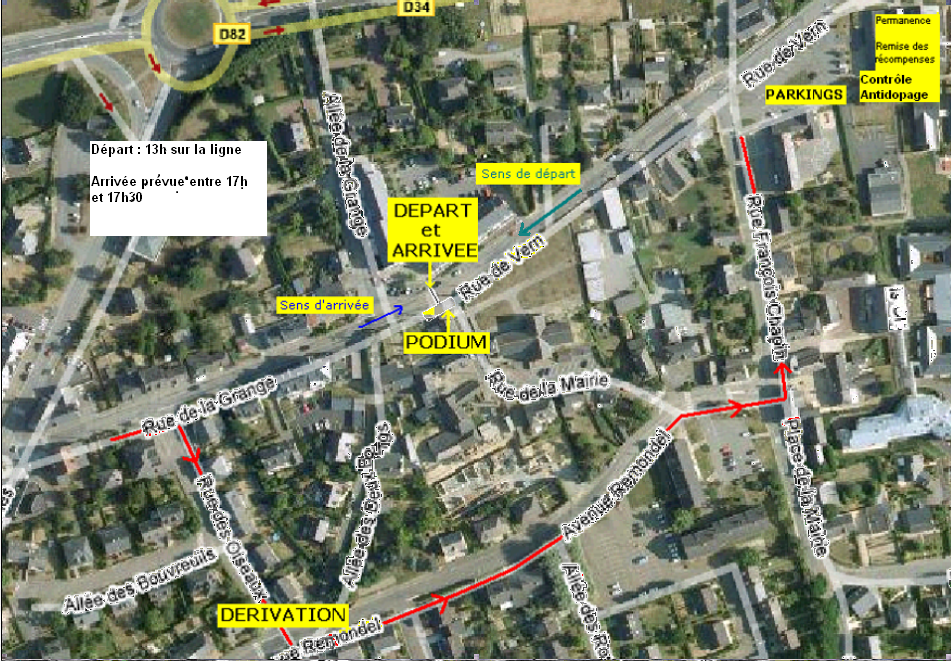 D34
D82
Rue de Vern
Permanence
Remise des
récompenses
Contrôle
Antidopage
PARKINGS
Allée de la Grange
Départ : 13h sur la ligne
Arrivée prévue entre 17h
et 17h30
Sens de départ
DEPART
et
ARRIVEE
Rue de Vern
Rue François Chapin
Sens d'arrivée
PODIUM
Rue de la Mairie
Rue de la Grange
Place de la Mairie
Avenue Remondel
Rue des Oiseaux
Allée des Bouvreuils
DERIVATION
Remondel